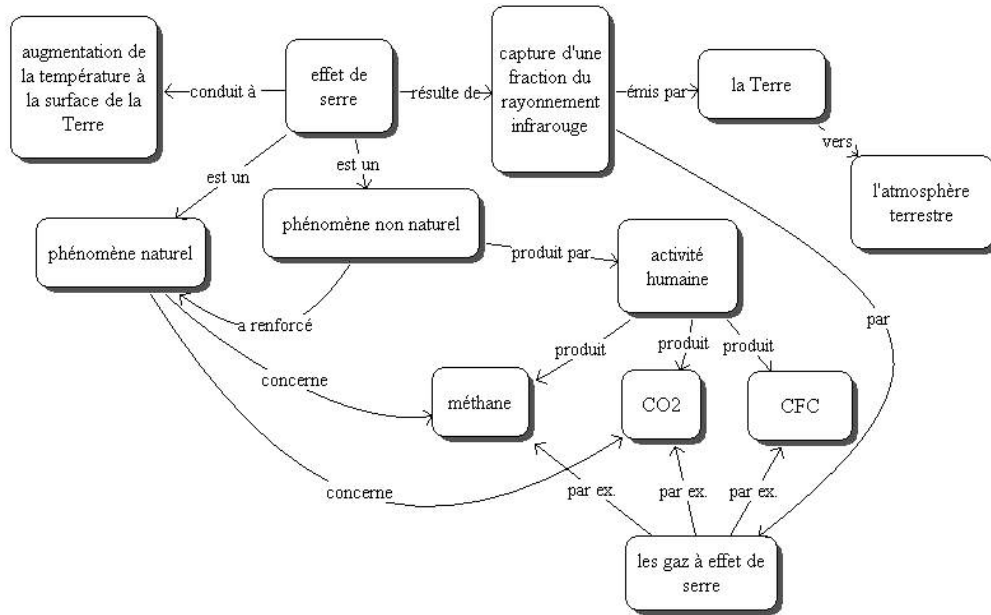 augmentation de
la température à
la surface de la
Terre
conduit à
effet de
serre
résulte de
capture d'une
fraction du
rayonnement
infrarouge
émis par
la Terre
vers
l'atmosphère
terrestre
est un
est un
phénomène naturel
phénomène non naturel
produit par
activité
humaine
a renforcé
par
produit
produit
produit
concerne
méthane
CO2
CFC
concerne
par ex.
par ex.
par ex.
les gaz à effet de
serre